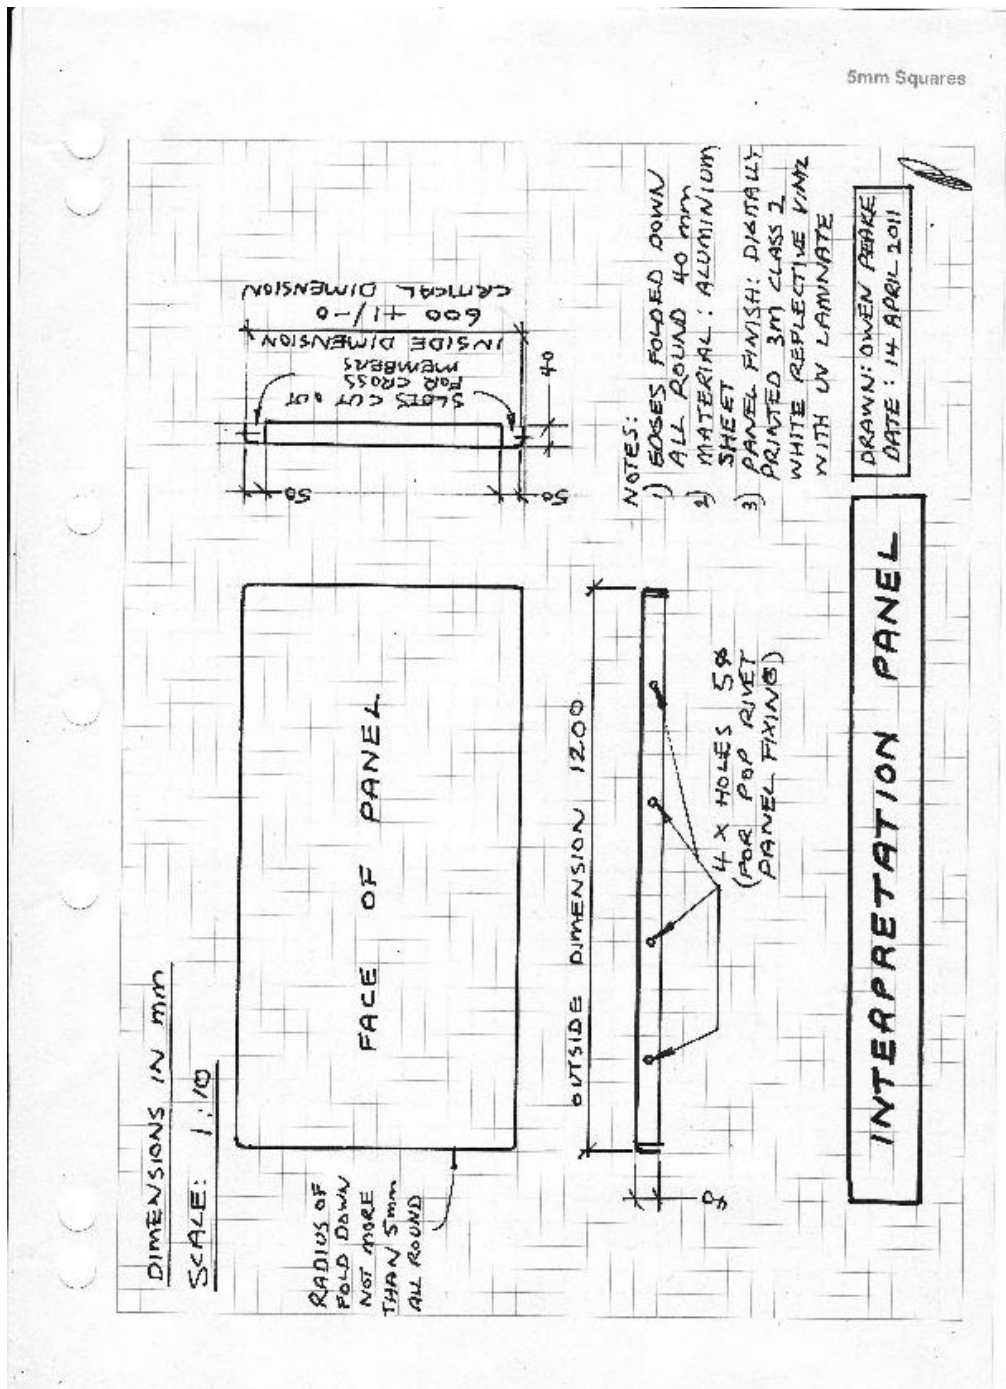 5mm Squares
DIMENSIONS IN mm
SCALE: 1:10
RADIUS OF
FOLD DOWN
NOT MORE
THAN 5mm
ALL ROUND
FACE OF PANEL
50
50
40
SLOTS CUT OUT
FOR CROSS
MEMBERS
INSIDE DIMENSION
600 +1/-0
CRITICAL DIMENSION
OUTSIDE DIMENSION 1200
4 X HOLES 5Ø
(FOR POP RIVET
PANEL FIXING)
NOTES:
1) EDGES FOLDED DOWN
ALL ROUND 40 mm
2) MATERIAL: ALUMINIUM
SHEET
3) PANEL FINISH: DIGITALLY
PRINTED 3M CLASS 2
WHITE REFLECTIVE VINYL
WITH UV LAMINATE
INTERPRETATION PANEL
DRAWN: OWEN PEAKE
DATE: 14 APRIL 2011